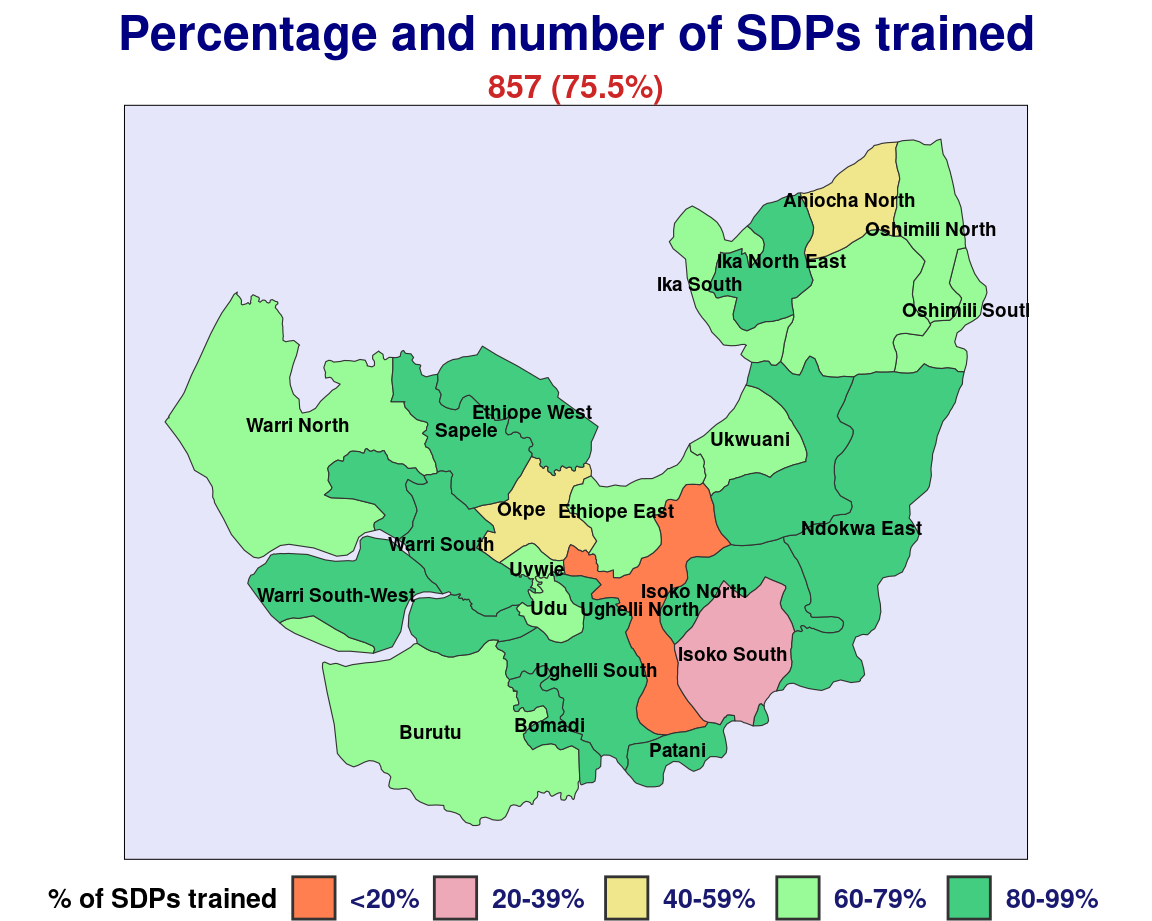 Percentage and number of SDPs trained
857 (75.5%)
Aniocha North
Oshimili North
Ika North East
Ika South
Oshimili South
Ethiope West
Warri North
Sapele
Ukwuani
Okpe
Ethiope East
Ndokwa East
Warri South
Uvwie
Isoko North
Warri South-West
Udu
Ughelli North
Isoko South
Ughelli South
Bomadi
Burutu
Patani
% of SDPs trained <20% 20-39% 40-59% 60-79% 80-99%